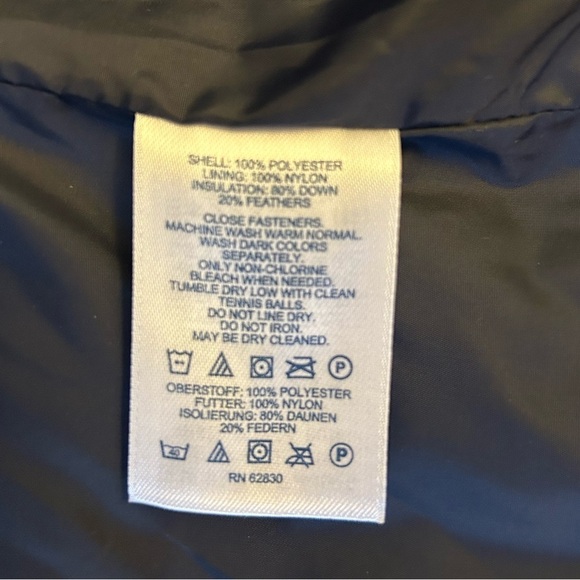 SHELL: 100% POLYESTER
LINING: 100% NYLON
INSULATION: 80% DOWN
20% FEATHERS
CLOSE FASTENERS.
MACHINE WASH WARM NORMAL.
WASH DARK COLORS
SEPARATELY.
ONLY NON-CHLORINE
BLEACH WHEN NEEDED.
TUMBLE DRY LOW WITH CLEAN
TENNIS BALLS.
DO NOT LINE DRY.
DO NOT IRON.
MAY BE DRY CLEANED.
P
OBERSTOFF: 100% POLYESTER
FUTTER: 100% NYLON
ISOLIERUNG: 80% DAUNEN
20% FEDERN
40 P
RN 62830